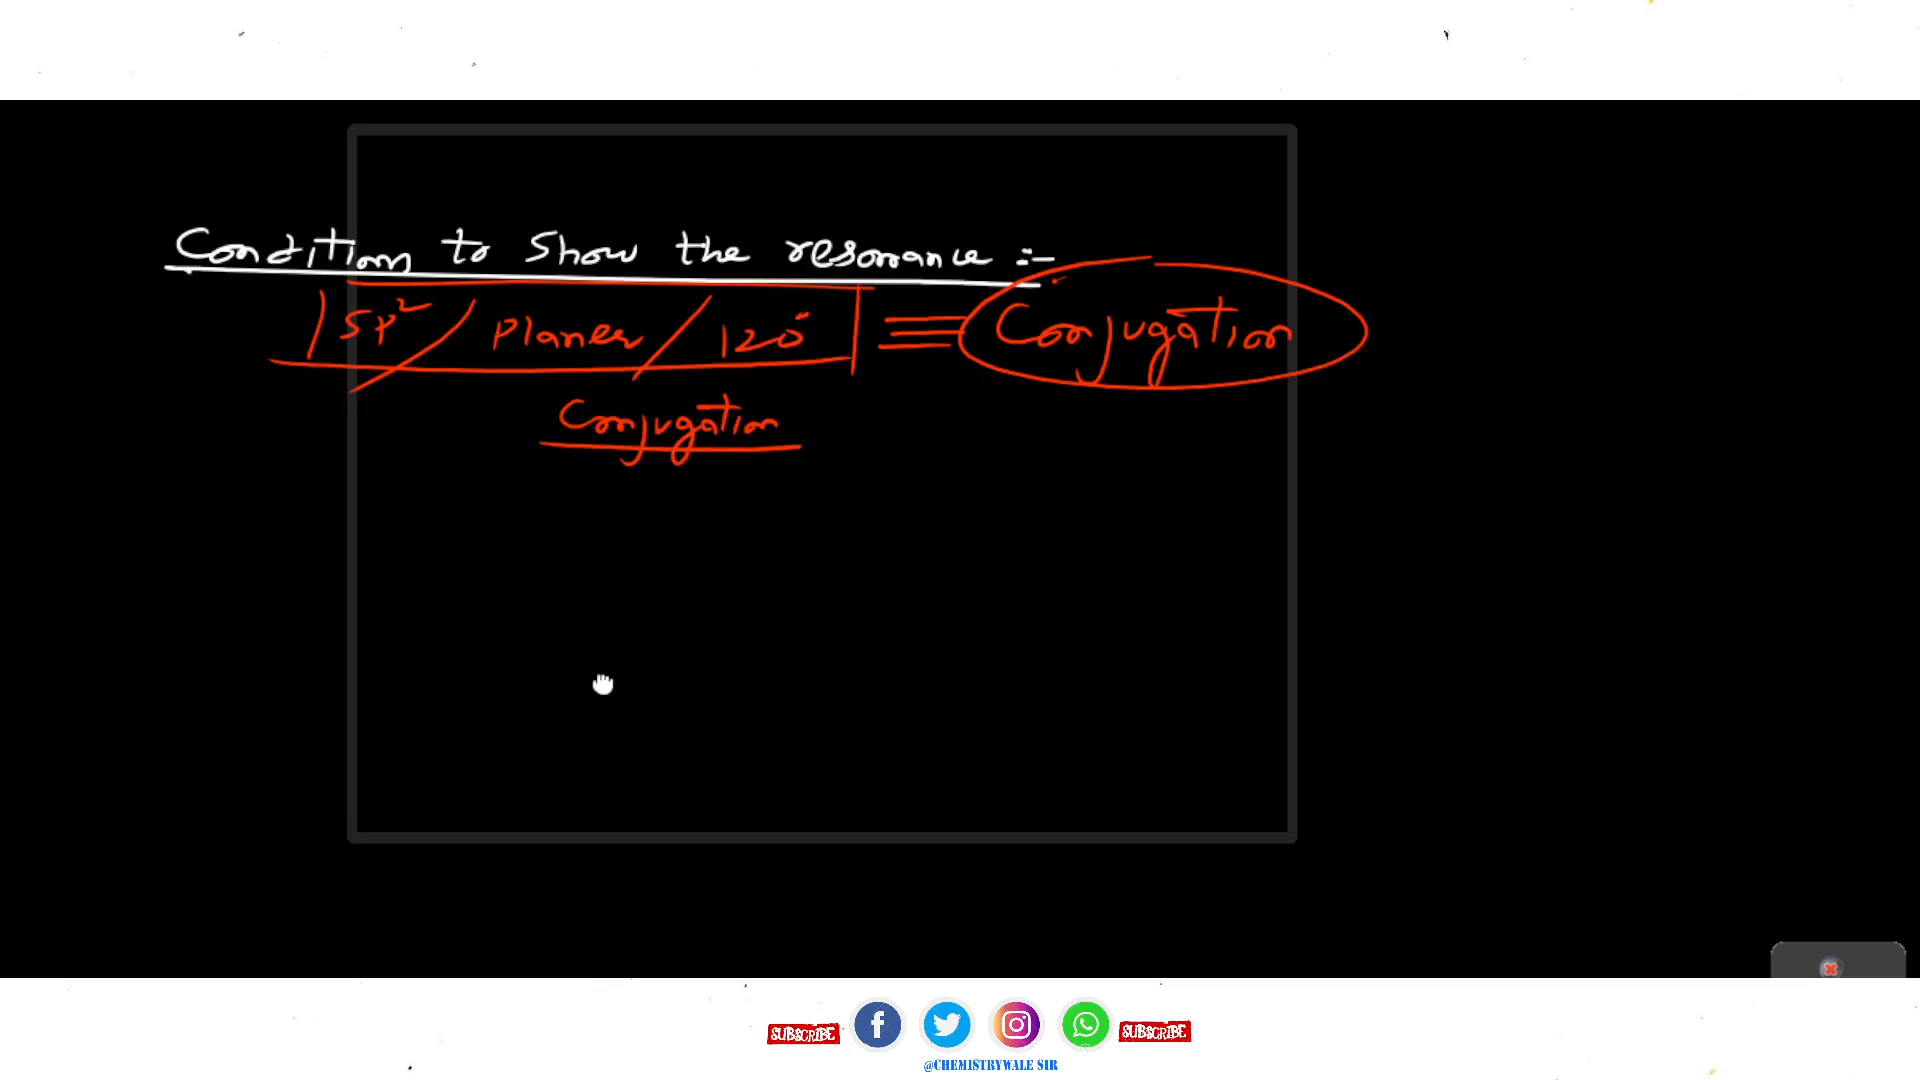 Condition to show the resonance :-
SP² / Planer / 120° ≡ Conjugation
Conjugation
SUBSCRIBE SUBSCRIBE
@CHEMISTRYWALE SIR